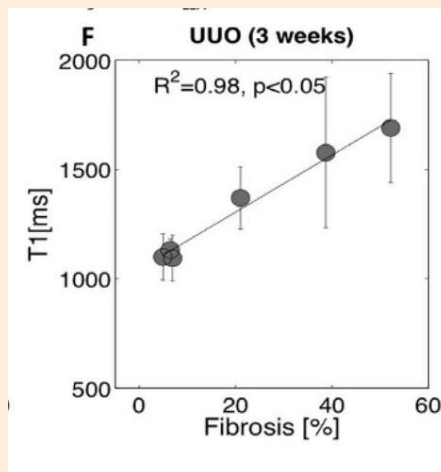 F UUO (3 weeks)
2000
R²=0.98, p<0.05
1500
T1[ms]
1000
500
0 20 40 60
Fibrosis [%]